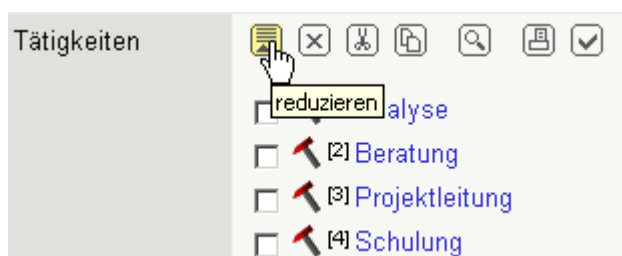 Tätigkeiten
reduzieren
alyse
[2] Beratung
[3] Projektleitung
[4] Schulung